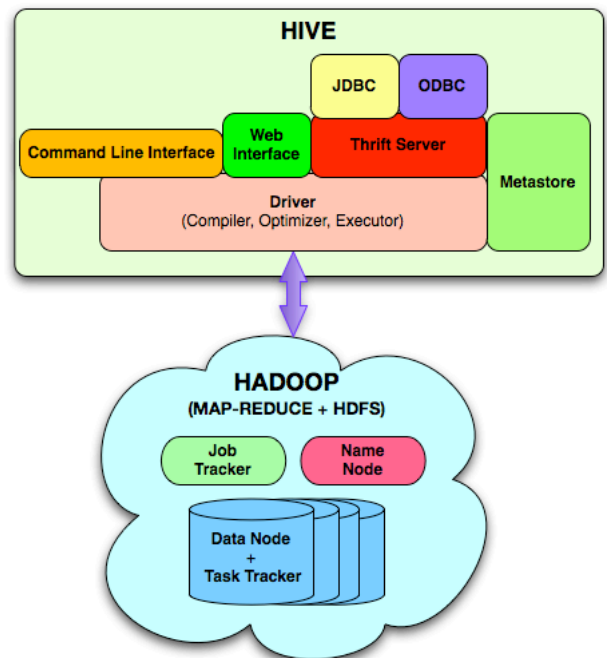 HIVE
JDBC
ODBC
Command Line Interface
Web
Interface
Thrift Server
Metastore
Driver
(Compiler, Optimizer, Executor)
HADOOP
(MAP-REDUCE + HDFS)
Job
Tracker
Name
Node
Data Node
+
Task Tracker